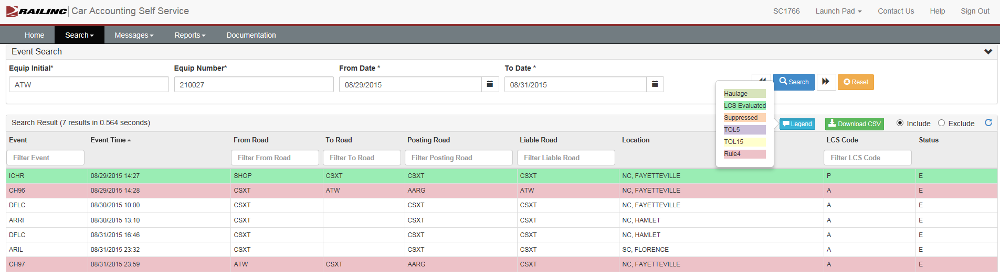 RAILINC Car Accounting Self Service SC1766 Launch Pad Contact Us Help Sign Out
Home Search Messages Reports Documentation
Event Search
Equip Initial* Equip Number* From Date * To Date *
ATW 210027 08/29/2015 08/31/2015 Search Reset
Haulage
LCS Evaluated
Suppressed
TOL5
TOL15
Rule4
Search Result (7 results in 0.564 seconds) Legend Download CSV Include Exclude
Event Event Time From Road To Road Posting Road Liable Road Location LCS Code Status
Filter Event Filter From Road Filter To Road Filter Posting Road Filter Liable Road Filter LCS Code
ICHR 08/29/2015 14:27 SHOP CSXT CSXT CSXT NC, FAYETTEVILLE P E
CH96 08/29/2015 14:28 CSXT ATW AARG ATW NC, FAYETTEVILLE A E
DFLC 08/30/2015 10:00 CSXT CSXT CSXT NC, FAYETTEVILLE A E
ARRI 08/30/2015 13:10 CSXT CSXT CSXT NC, HAMLET A E
DFLC 08/31/2015 16:46 CSXT CSXT CSXT NC, HAMLET A E
ARIL 08/31/2015 23:32 CSXT CSXT CSXT SC, FLORENCE A E
CH97 08/31/2015 23:59 ATW CSXT AARG CSXT NC, FAYETTEVILLE A E